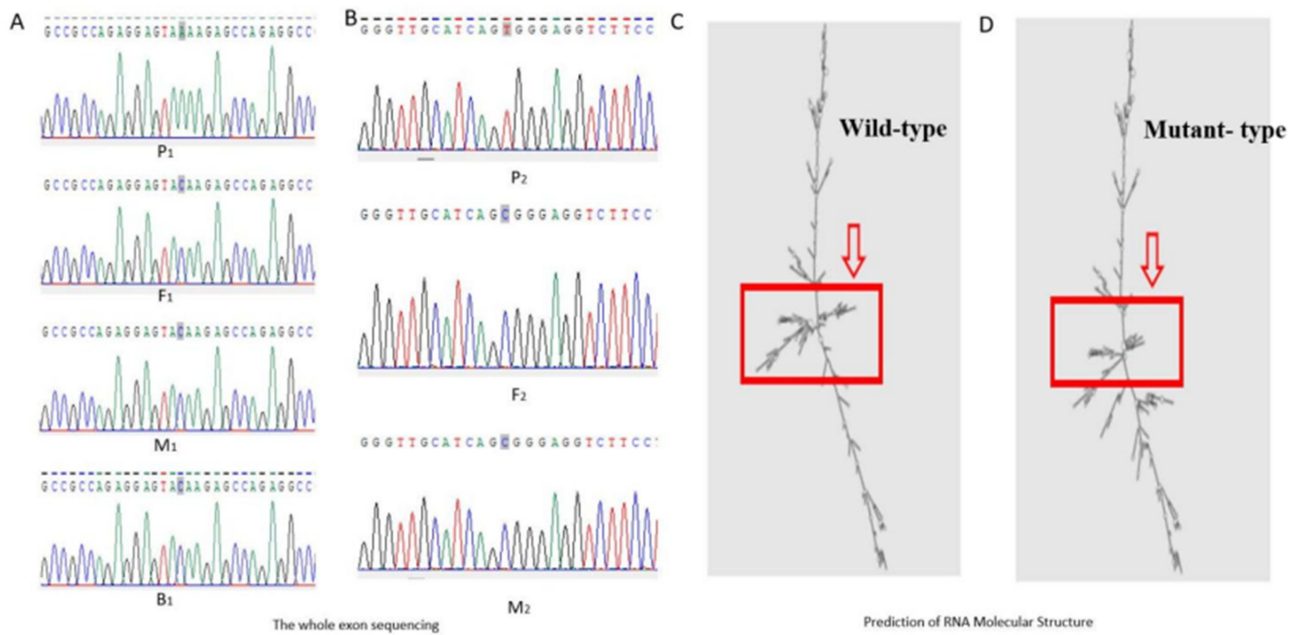 A
GCCGCCAGAGGAGTAAAAGAGCCAGAGGCC
P1
GCCGCCAGAGGAGTACAAGAGCCAGAGGCC
F1
GCCGCCAGAGGAGTACAAGAGCCAGAGGCC
M1
GCCGCCAGAGGAGTACAAGAGCCAGAGGCC
B1
B
GGGTTGCATCAGTGGGAGGTCTTCC
P2
GGGTTGCATCAGCGGGAGGTCTTCC
F2
GGGTTGCATCAGCGGGAGGTCTTCC
M2
The whole exon sequencing
C
Wild-type
D
Mutant- type
Prediction of RNA Molecular Structure